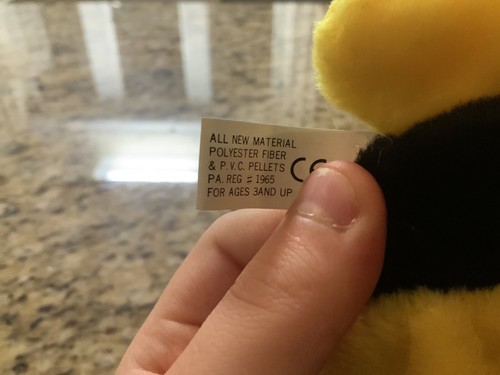 ALL NEW MATERIAL
POLYESTER FIBER
& P.V.C. PELLETS
PA. REG # 1965
FOR AGES 3AND UP
CE